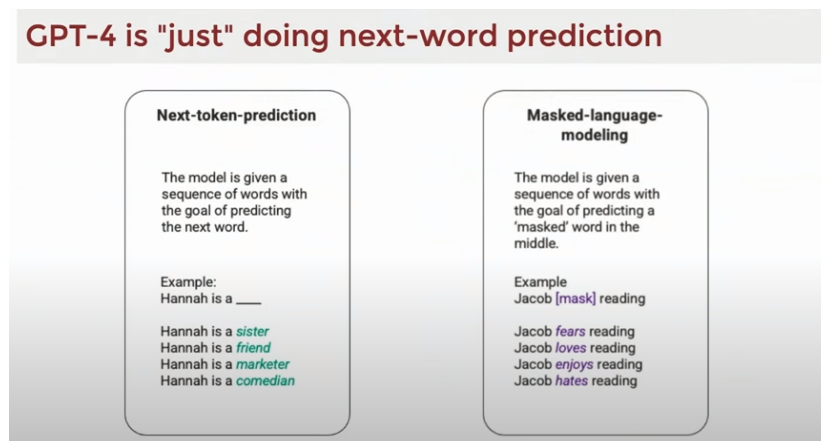 GPT-4 is "just" doing next-word prediction
Next-token-prediction
The model is given a
sequence of words with
the goal of predicting
the next word.
Example:
Hannah is a ____
Hannah is a sister
Hannah is a friend
Hannah is a marketer
Hannah is a comedian
Masked-language-
modeling
The model is given a
sequence of words with
the goal of predicting a
‘masked’ word in the
middle.
Example
Jacob [mask] reading
Jacob fears reading
Jacob loves reading
Jacob enjoys reading
Jacob hates reading